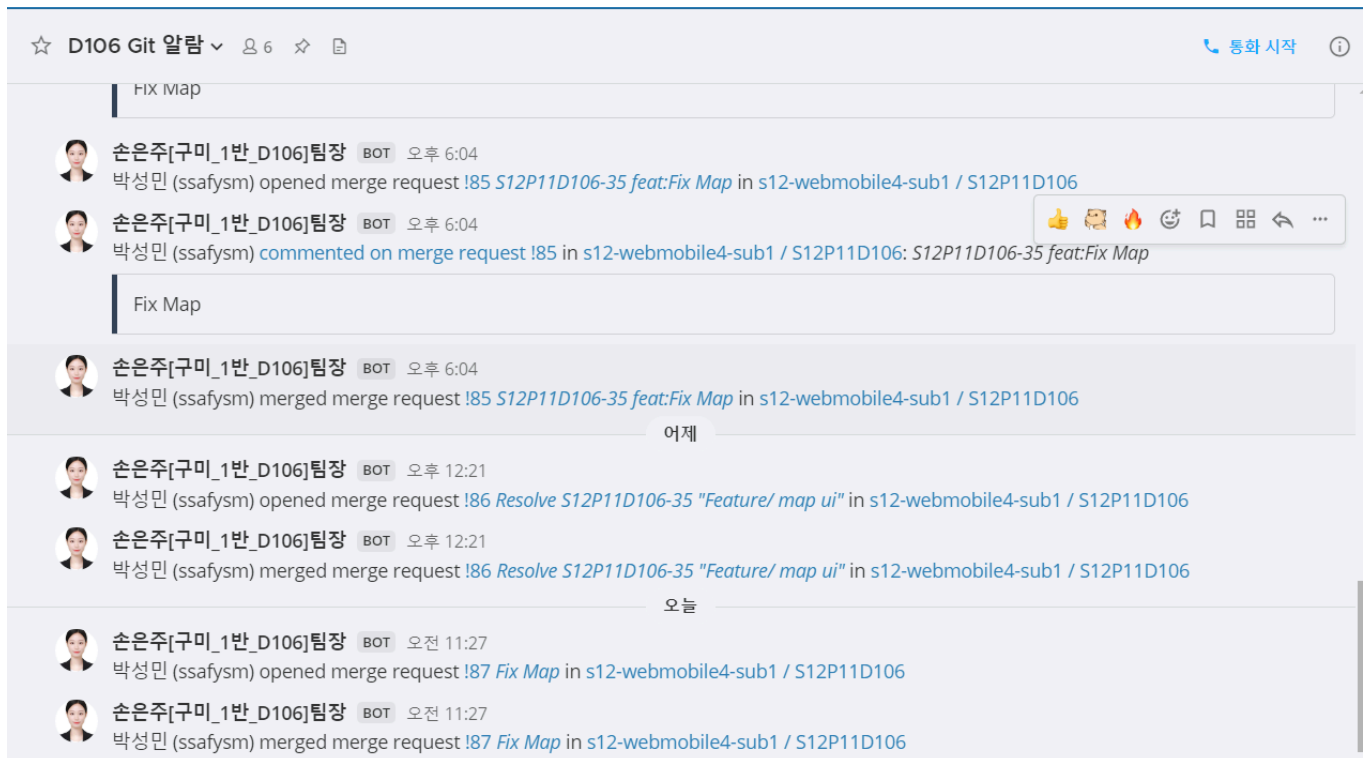 D106 Git 알람 6 통화 시작
Fix Map
손은주[구미_1반_D106]팀장 BOT 오후 6:04
박성민 (ssafysm) opened merge request !85 S12P11D106-35 feat:Fix Map in s12-webmobile4-sub1 / S12P11D106
손은주[구미_1반_D106]팀장 BOT 오후 6:04
박성민 (ssafysm) commented on merge request !85 in s12-webmobile4-sub1 / S12P11D106: S12P11D106-35 feat:Fix Map
Fix Map
손은주[구미_1반_D106]팀장 BOT 오후 6:04
박성민 (ssafysm) merged merge request !85 S12P11D106-35 feat:Fix Map in s12-webmobile4-sub1 / S12P11D106
어제
손은주[구미_1반_D106]팀장 BOT 오후 12:21
박성민 (ssafysm) opened merge request !86 Resolve S12P11D106-35 "Feature/ map ui" in s12-webmobile4-sub1 / S12P11D106
손은주[구미_1반_D106]팀장 BOT 오후 12:21
박성민 (ssafysm) merged merge request !86 Resolve S12P11D106-35 "Feature/ map ui" in s12-webmobile4-sub1 / S12P11D106
오늘
손은주[구미_1반_D106]팀장 BOT 오전 11:27
박성민 (ssafysm) opened merge request !87 Fix Map in s12-webmobile4-sub1 / S12P11D106
손은주[구미_1반_D106]팀장 BOT 오전 11:27
박성민 (ssafysm) merged merge request !87 Fix Map in s12-webmobile4-sub1 / S12P11D106